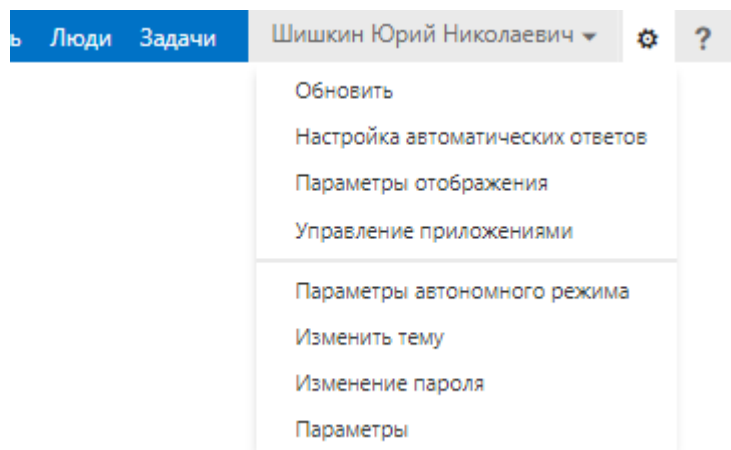 ь Люди Задачи Шишкин Юрий Николаевич ?
Обновить
Настройка автоматических ответов
Параметры отображения
Управление приложениями
Параметры автономного режима
Изменить тему
Изменение пароля
Параметры